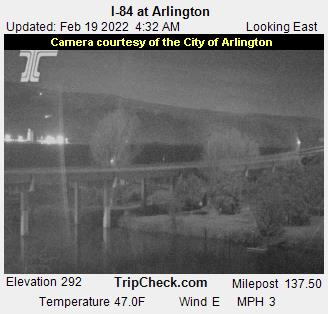 I-84 at Arlington
Updated: Feb 19 2022 4:32 AM Looking East
Camera courtesy of the City of Arlington
Elevation 292 TripCheck.com Milepost 137.50
Temperature 47.0F Wind E MPH 3